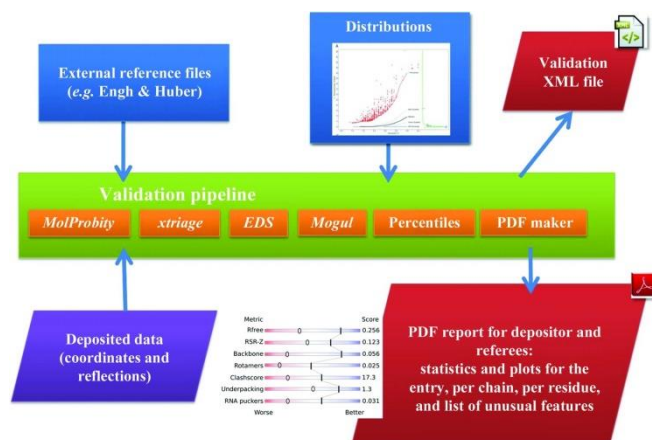 External reference files
(e.g. Engh & Huber)
Distributions
Validation
XML file
Validation pipeline
MolProbity
xtriage
EDS
Mogul
Percentiles
PDF maker
Deposited data
(coordinates and
reflections)
Metric Score
Rfree 0.256
RSR-Z 0.123
Backbone 0.056
Rotamers 0.025
Clashscore 17.3
Underpacking 1.3
RNA puckers 0.031
Worse Better
PDF report for depositor and
referees:
statistics and plots for the
entry, per chain, per residue,
and list of unusual features